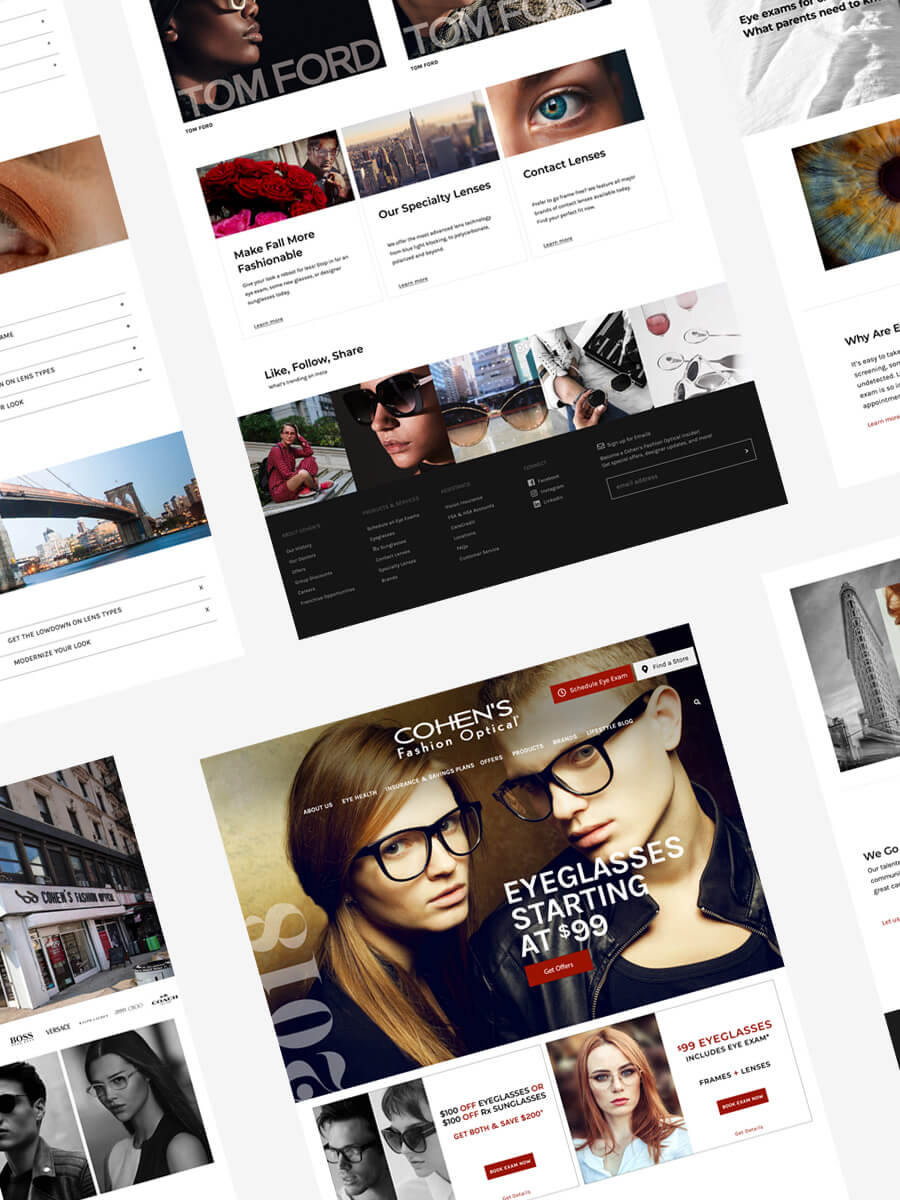 TOM FORD
TOM FORD
TOM FORD
TOM FORD
Eye exams for
What parents need to
Make Fall More
Fashionable
Give your look a reboot for less! Stop in for an
eye exam, some new glasses, or designer
sunglasses today.
Learn more
Our Specialty Lenses
We offer the most advanced lens technology
from blue light blocking, to polycarbonate,
polarized and beyond.
Learn more
Contact Lenses
Prefer to go frame-free? We feature all major
brands of contact lenses available today.
Find your perfect fit now.
Learn more
AME
N ON LENS TYPES
R LOOK
GET THE LOWDOWN ON LENS TYPES
X
MODERNIZE YOUR LOOK
X
Like, Follow, Share
What's trending on Insta
ABOUT COHEN'S
Our History
Our Doctors
Offers
Group Discounts
Careers
Franchise Opportunities
PRODUCTS & SERVICES
Schedule an Eye Exam
Eyeglasses
Rx Sunglasses
Contact Lenses
Specialty Lenses
Brands
ASSISTANCE
Vision Insurance
FSA & HSA Accounts
CareCredit
Locations
FAQs
Customer Service
CONNECT
Facebook
Instagram
LinkedIn
Sign up for Emails
Become a Cohen's Fashion Optical Insider!
Get special offers, designer updates, and more!
email address
Why Are E
It's easy to take
screening, som
undetected. L
exam is so im
appointmen
Learn more
Schedule Eye Exam
Find a Store
COHEN'S
Fashion Optical
ABOUT US
EYE HEALTH
INSURANCE & SAVINGS PLANS
OFFERS
PRODUCTS
BRANDS
LIFESTYLE BLOG
EYEGLASSES
STARTING
AT $99
Get Offers
2018
$100 OFF EYEGLASSES OR
$100 OFF Rx SUNGLASSES
GET BOTH & SAVE $200*
BOOK EXAM NOW
Get Details
$99 EYEGLASSES
INCLUDES EYE EXAM*
FRAMES + LENSES
BOOK EXAM NOW
Get Details
COHEN'S FASHION OPTICAL
BOSS
VERSACE
RALPH LAUREN
JIMMY CHOO
COACH
We Go
Our talente
communi
great ca
Let us